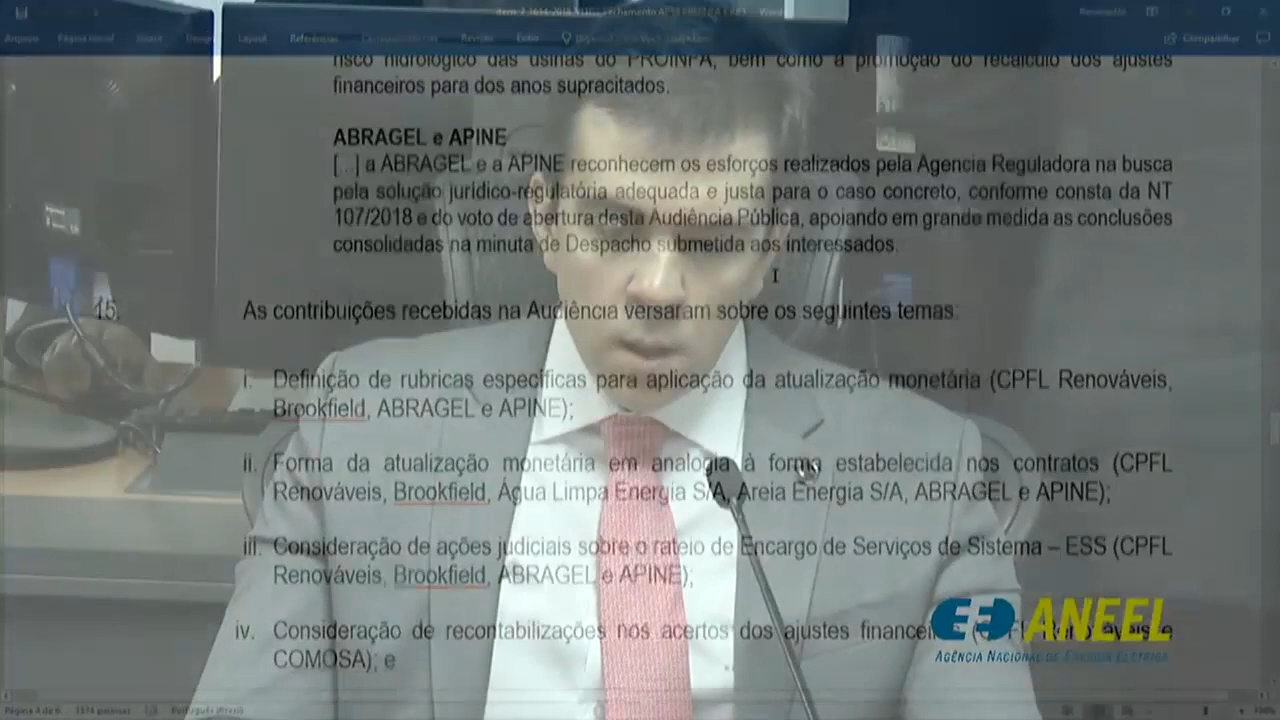 risco hidrológico das usinas do PROINFA, bem como a promoção do recálculo dos ajustes
financeiros para dos anos supracitados.
ABRAGEL e APINE
[...] a ABRAGEL e a APINE reconhecem os esforços realizados pela Agencia Reguladora na busca
pela solução jurídico-regulatória adequada e justa para o caso concreto, conforme consta da NT
107/2018 e do voto de abertura desta Audiência Pública, apoiando em grande medida as conclusões
consolidadas na minuta de Despacho submetida aos interessados.
15. As contribuições recebidas na Audiência versaram sobre os seguintes temas:
i. Definição de rubricas específicas para aplicação da atualização monetária (CPFL Renováveis,
Brookfield, ABRAGEL e APINE);
ii. Forma da atualização monetária em analogia à forma estabelecida nos contratos (CPFL
Renováveis, Brookfield, Água Limpa Energia S/A, Areia Energia S/A, ABRAGEL e APINE);
iii. Consideração de ações judiciais sobre o rateio de Encargo de Serviços de Sistema – ESS (CPFL
Renováveis, Brookfield, ABRAGEL e APINE);
iv. Consideração de recontabilizações nos acertos dos ajustes financeiros (CPFL Renováveis e
COMOSA); e
ANEEL
AGÊNCIA NACIONAL DE ENERGIA ELÉTRICA